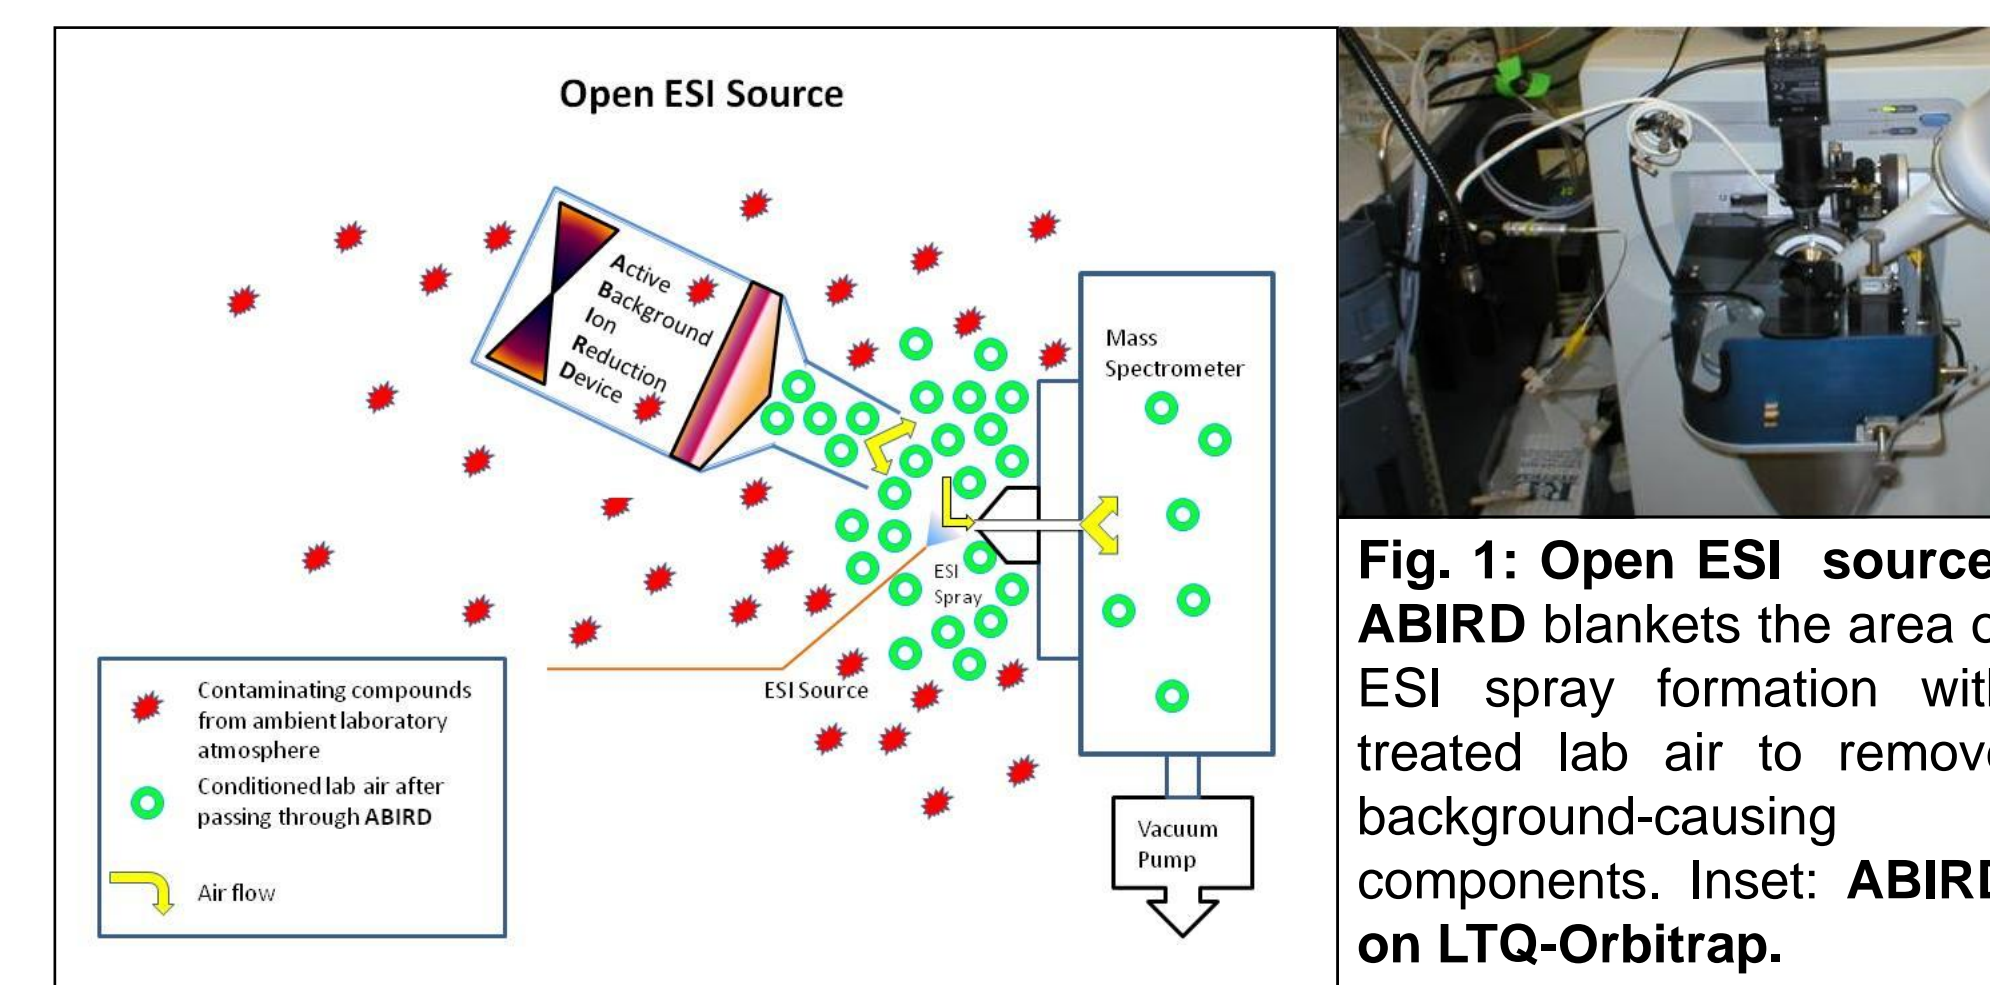 Open ESI Source
Active
Background
Ion
Reduction
Device
Mass
Spectrometer
ESI
Spray
ESI Source
Contaminating compounds
from ambient laboratory
atmosphere
Conditioned lab air after
passing through ABIRD
Air flow
Vacuum
Pump
Fig. 1: Open ESI source
ABIRD blankets the area o
ESI spray formation wit
treated lab air to remov
background-causing
components. Inset: ABIRD
on LTQ-Orbitrap.